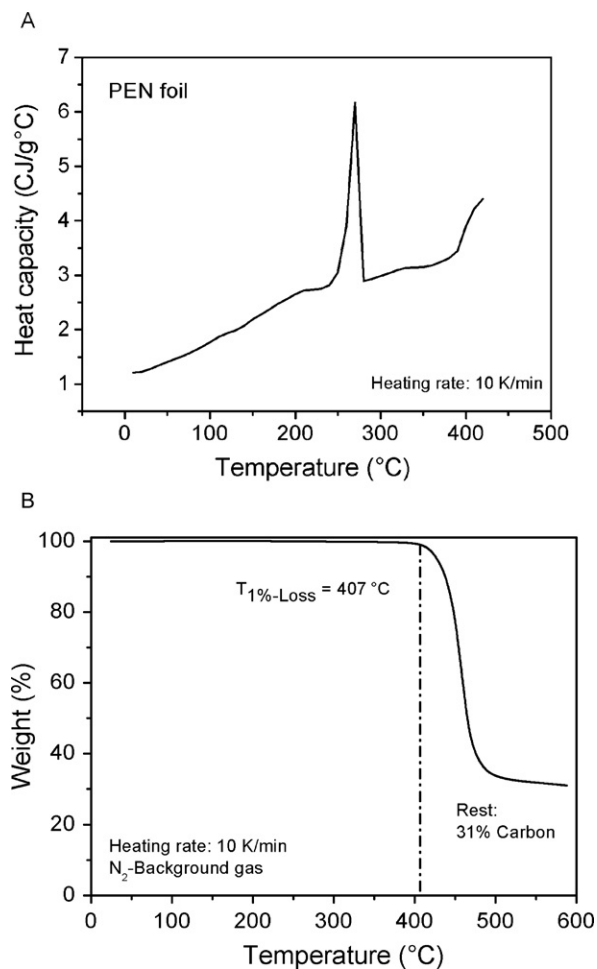 A
PEN foil
Heat capacity (CJ/g°C)
7
6
5
4
3
2
1
Heating rate: 10 K/min
0 100 200 300 400 500
Temperature (°C)
B
Weight (%)
100
80
60
40
20
0
T1%-Loss = 407 °C
Rest:
31% Carbon
Heating rate: 10 K/min
N2-Background gas
0 100 200 300 400 500 600
Temperature (°C)